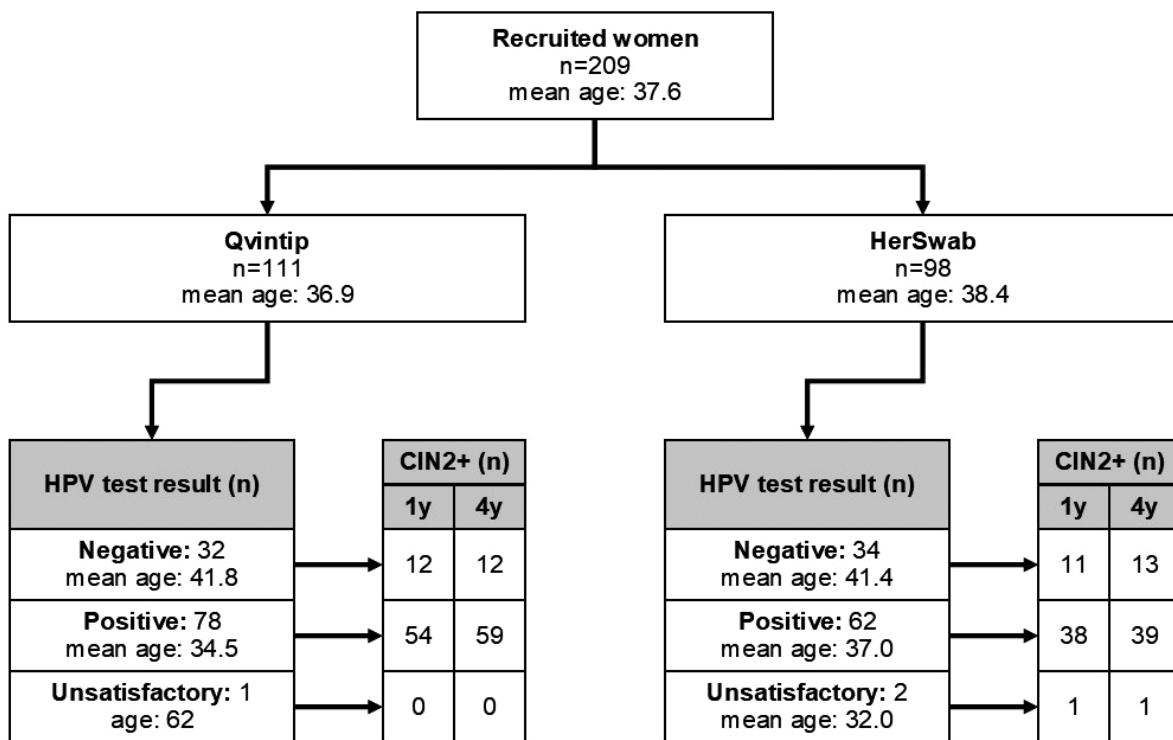 Recruited women
n=209
mean age: 37.6
Qvintip
n=111
mean age: 36.9
HerSwab
n=98
mean age: 38.4
HPV test result (n)
CIN2+ (n)
1y 4y
Negative: 32
mean age: 41.8
12 12
Positive: 78
mean age: 34.5
54 59
Unsatisfactory: 1
age: 62
0 0
HPV test result (n)
CIN2+ (n)
1y 4y
Negative: 34
mean age: 41.4
11 13
Positive: 62
mean age: 37.0
38 39
Unsatisfactory: 2
mean age: 32.0
1 1